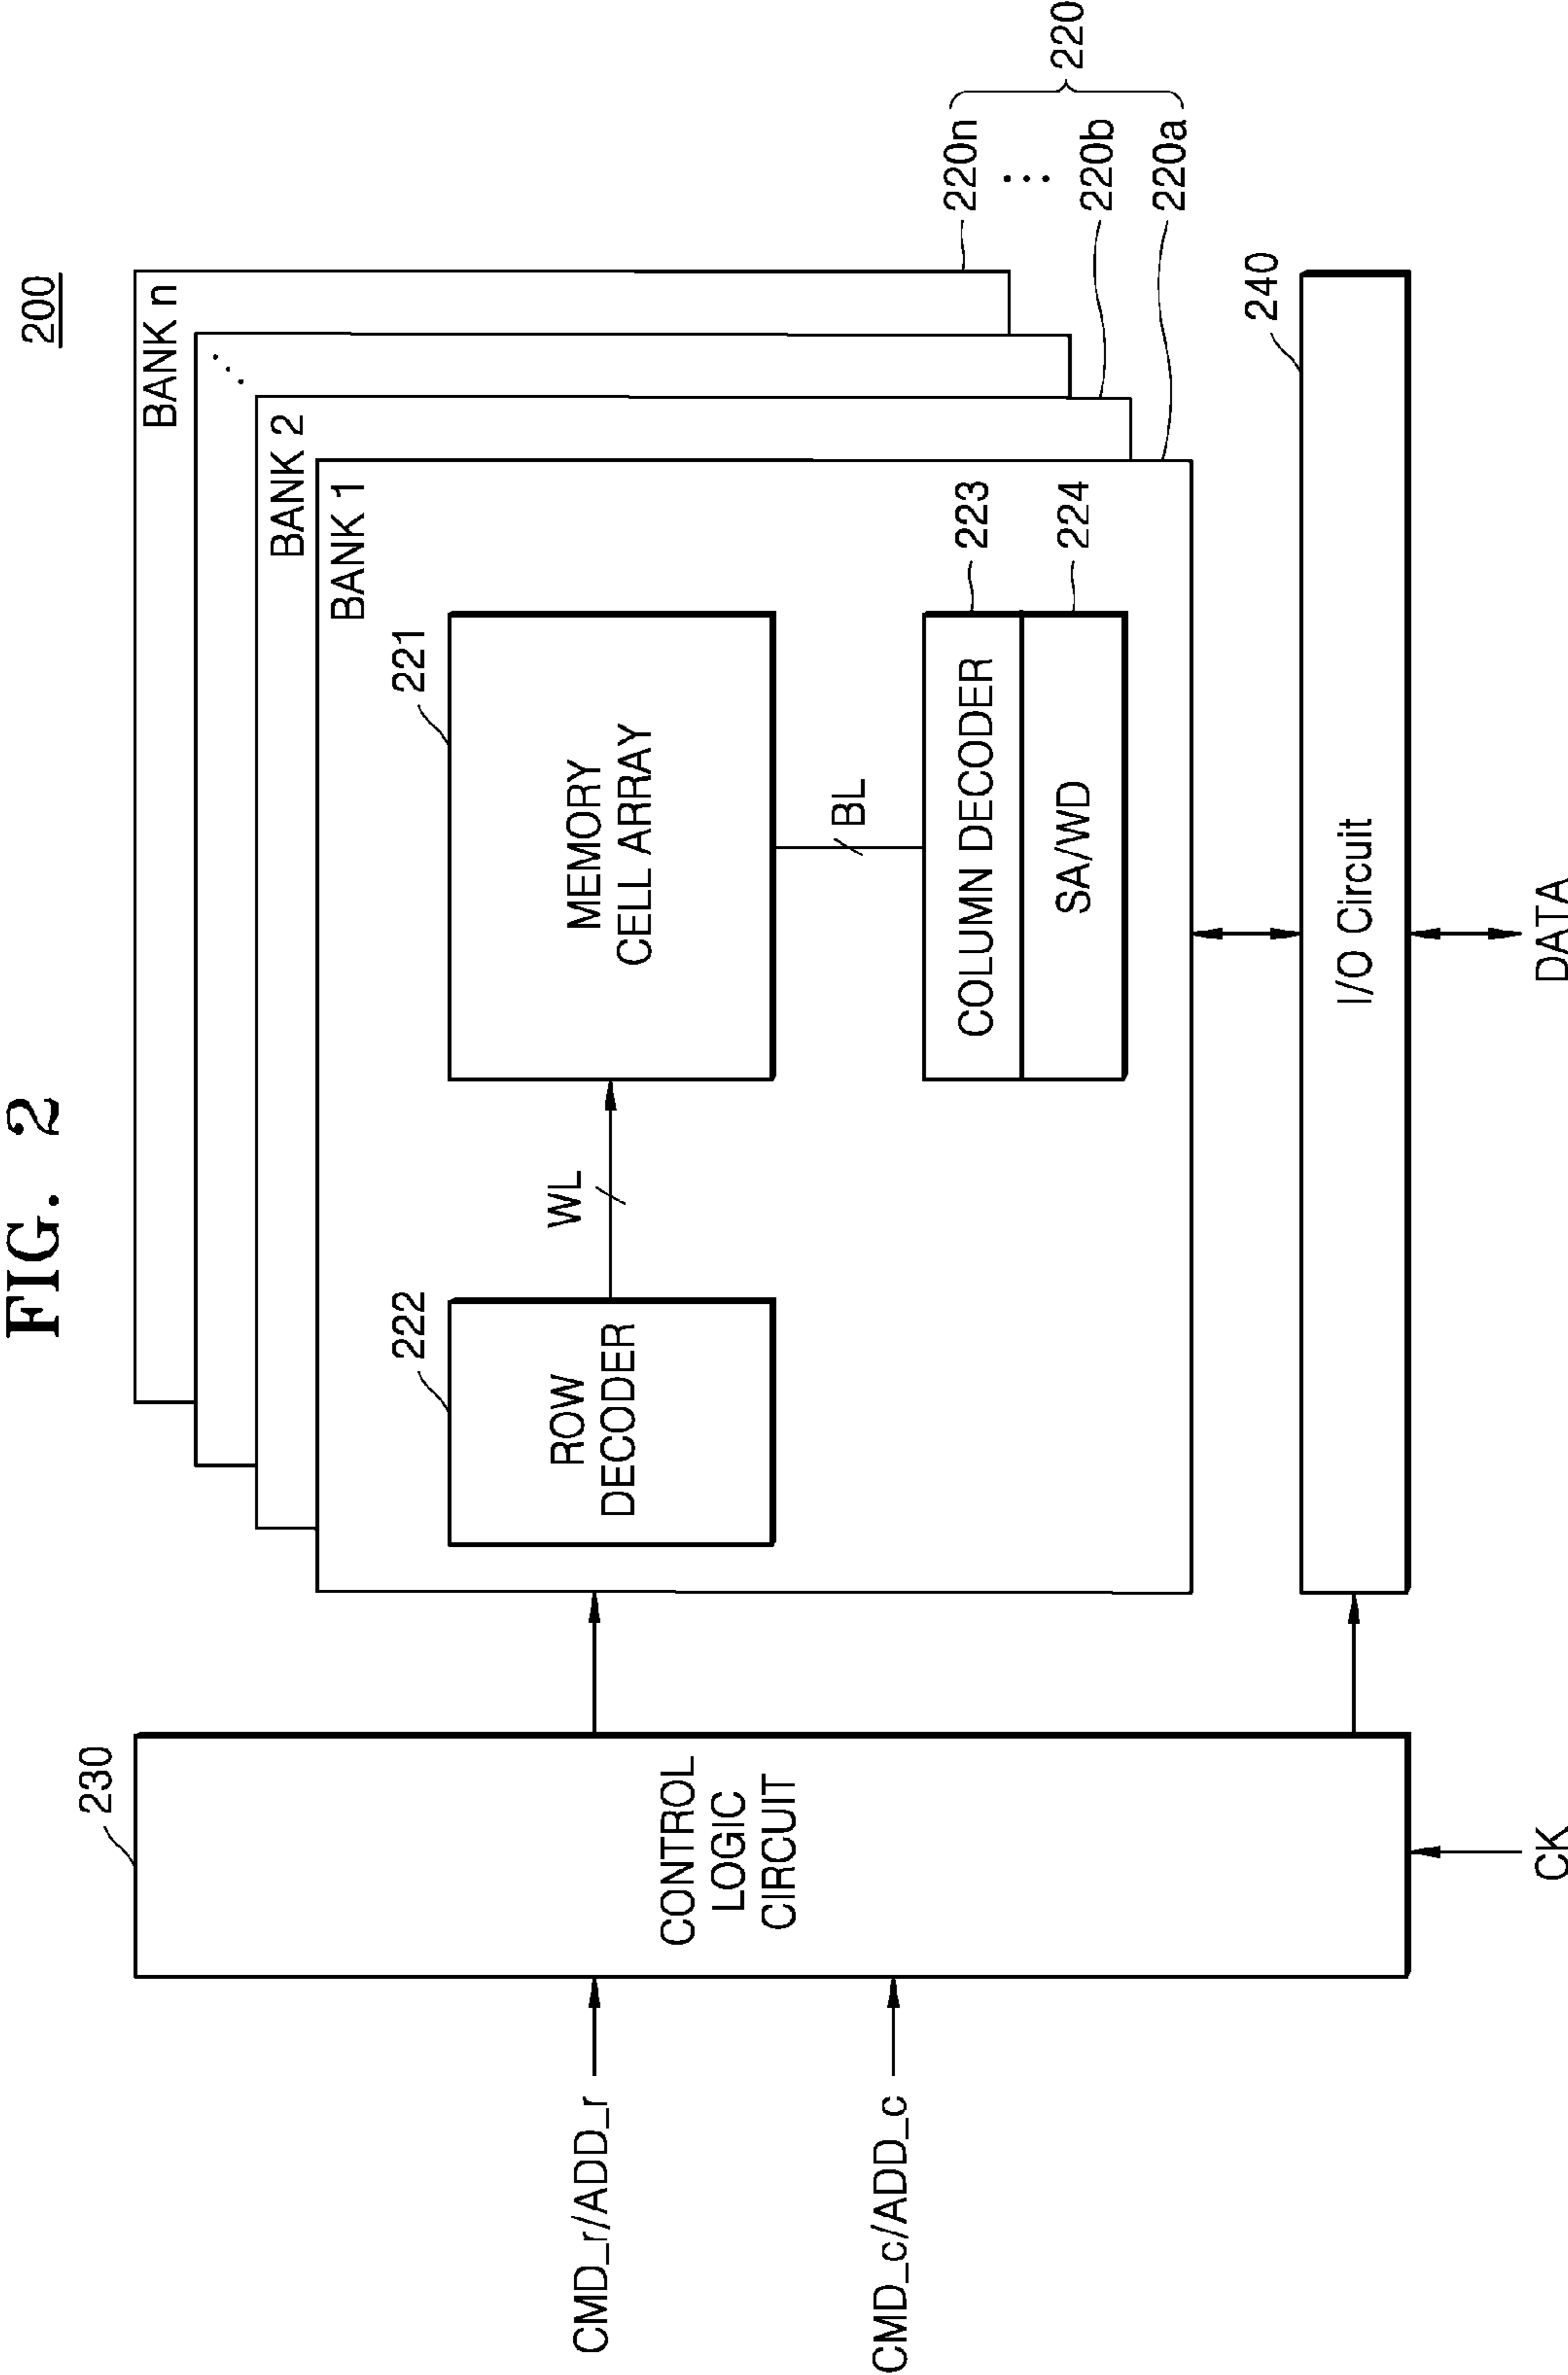 FIG. 2
200
230
CONTROL
LOGIC
CIRCUIT
CMD_r/ADD_r
CMD_c/ADD_c
CK
BANK n
BANK 2
BANK 1
222
ROW
DECODER
WL
221
MEMORY
CELL ARRAY
BL
COLUMN DECODER
223
SA/WD
224
220n
220b
220a
220
240
I/O Circuit
DATA